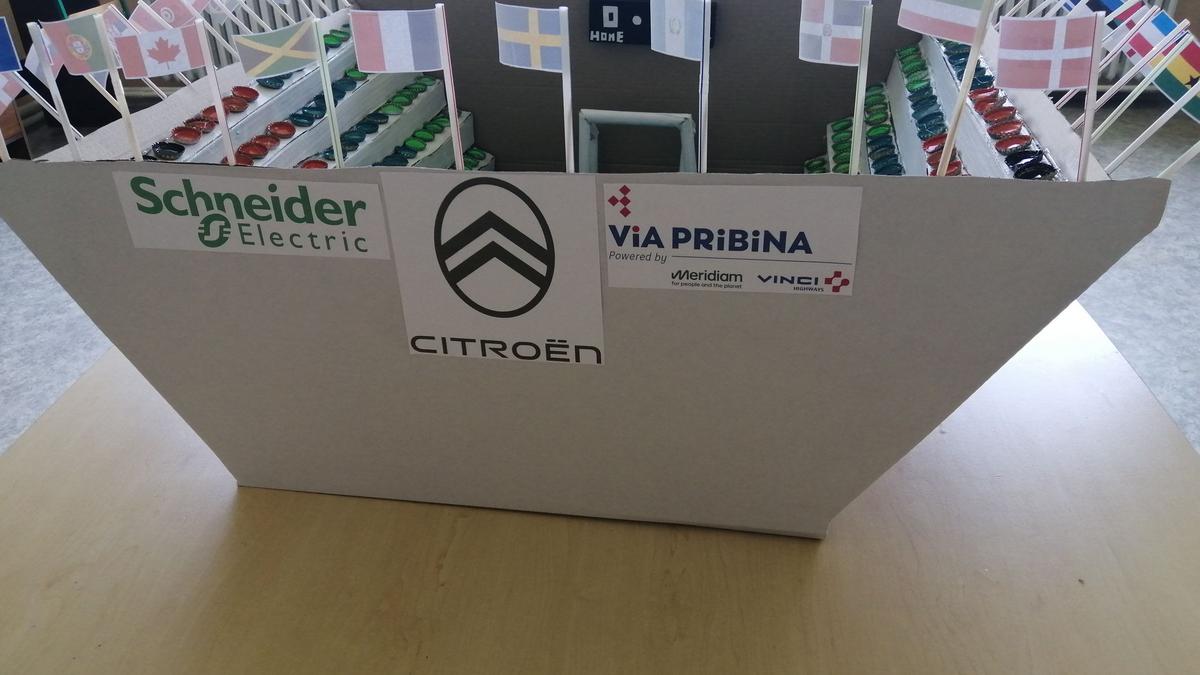 HOME
Schneider
Electric
CITROËN
ViA PRiBiNA
Powered by
Meridiam
for people and the planet
VINCI
HIGHWAYS